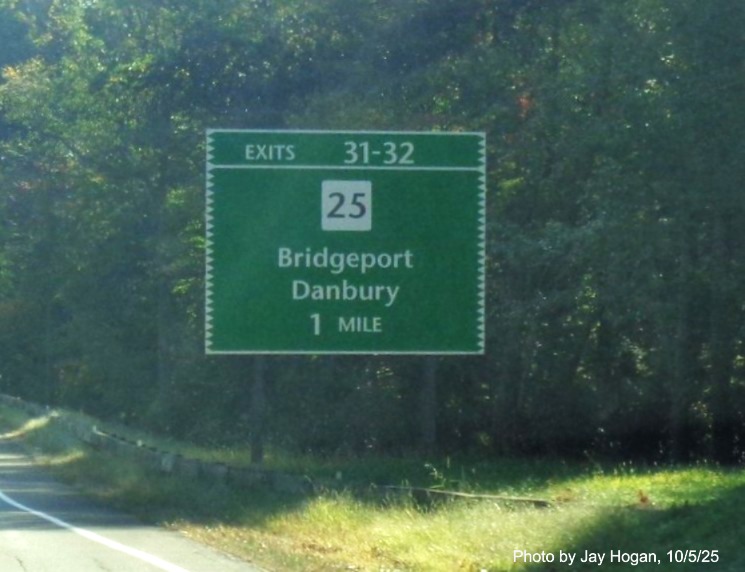 EXITS 31-32
25
Bridgeport
Danbury
1 MILE
Photo by Jay Hogan, 10/5/25